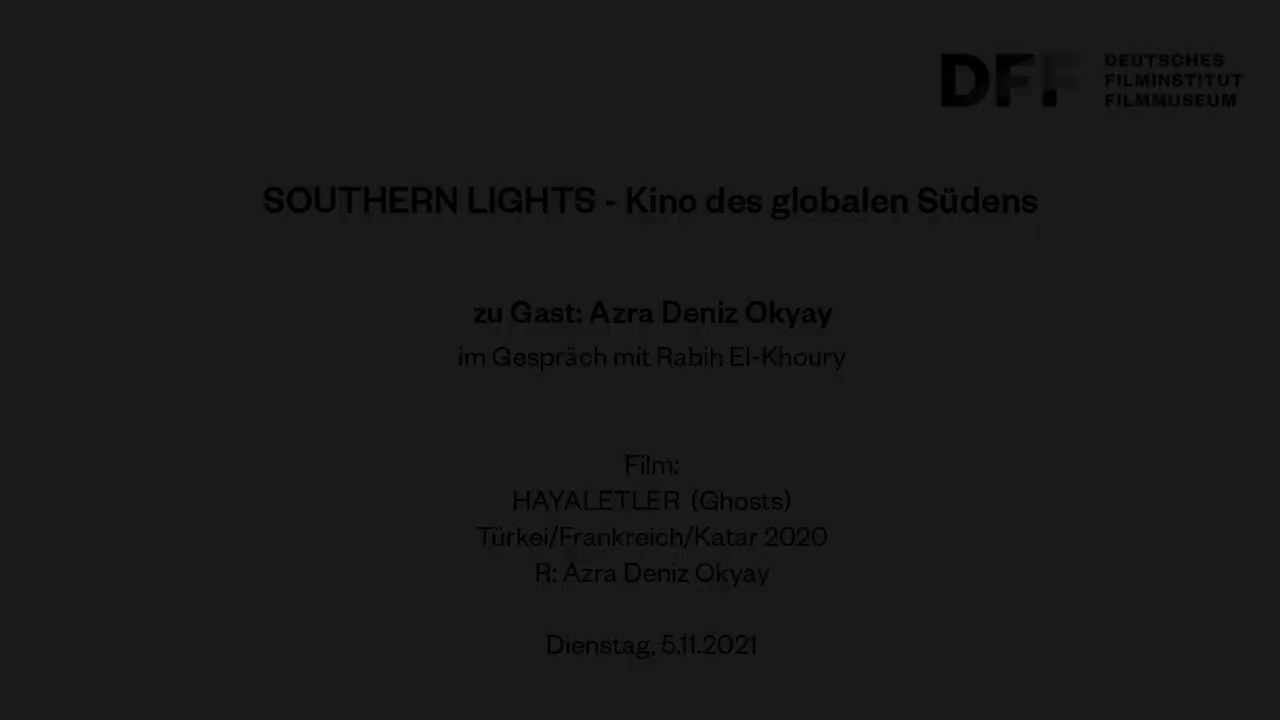 DFF
DEUTSCHES
FILMINSTITUT
FILMMUSEUM
SOUTHERN LIGHTS - Kino des globalen Südens
zu Gast: Azra Deniz Okyay
im Gespräch mit Rabih El-Khoury
Film:
HAYALETLER (Ghosts)
Türkei/Frankreich/Katar 2020
R: Azra Deniz Okyay
Dienstag, 5.11.2021